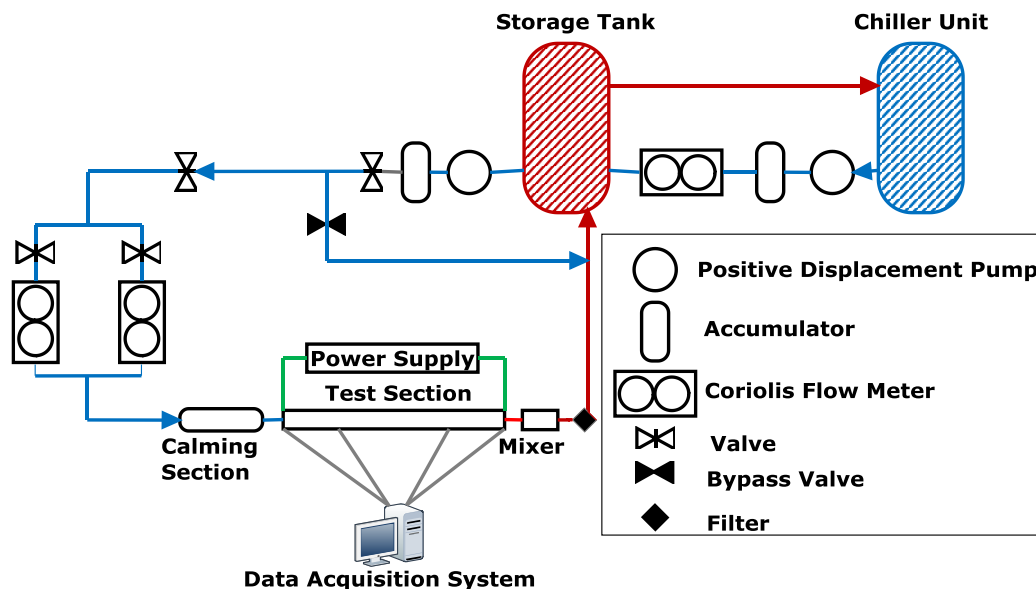 Storage Tank
Chiller Unit
Positive Displacement Pump
Accumulator
Coriolis Flow Meter
Valve
Bypass Valve
Filter
Power Supply
Test Section
Mixer
Calming
Section
Data Acquisition System